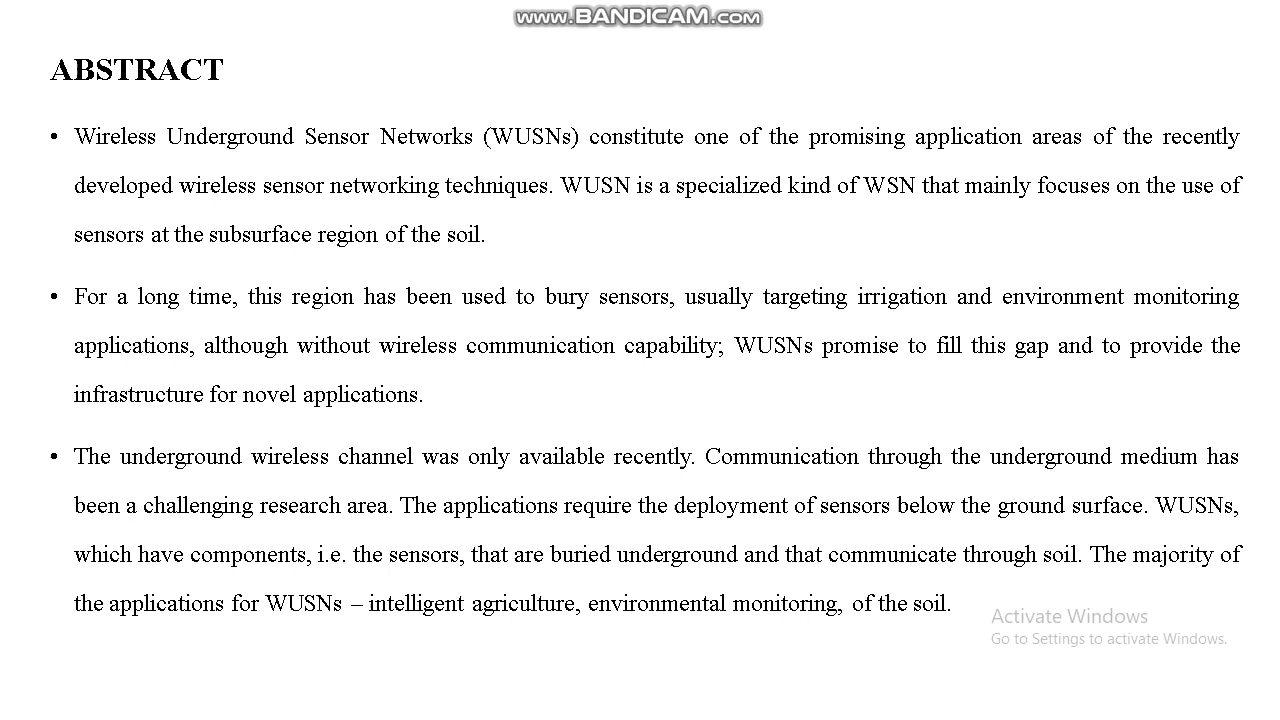 www.BANDICAM.com
ABSTRACT
• Wireless Underground Sensor Networks (WUSNs) constitute one of the promising application areas of the recently
developed wireless sensor networking techniques. WUSN is a specialized kind of WSN that mainly focuses on the use of
sensors at the subsurface region of the soil.
• For a long time, this region has been used to bury sensors, usually targeting irrigation and environment monitoring
applications, although without wireless communication capability; WUSNs promise to fill this gap and to provide the
infrastructure for novel applications.
• The underground wireless channel was only available recently. Communication through the underground medium has
been a challenging research area. The applications require the deployment of sensors below the ground surface. WUSNs,
which have components, i.e. the sensors, that are buried underground and that communicate through soil. The majority of
the applications for WUSNs – intelligent agriculture, environmental monitoring, of the soil.
Activate Windows
Go to Settings to activate Windows.